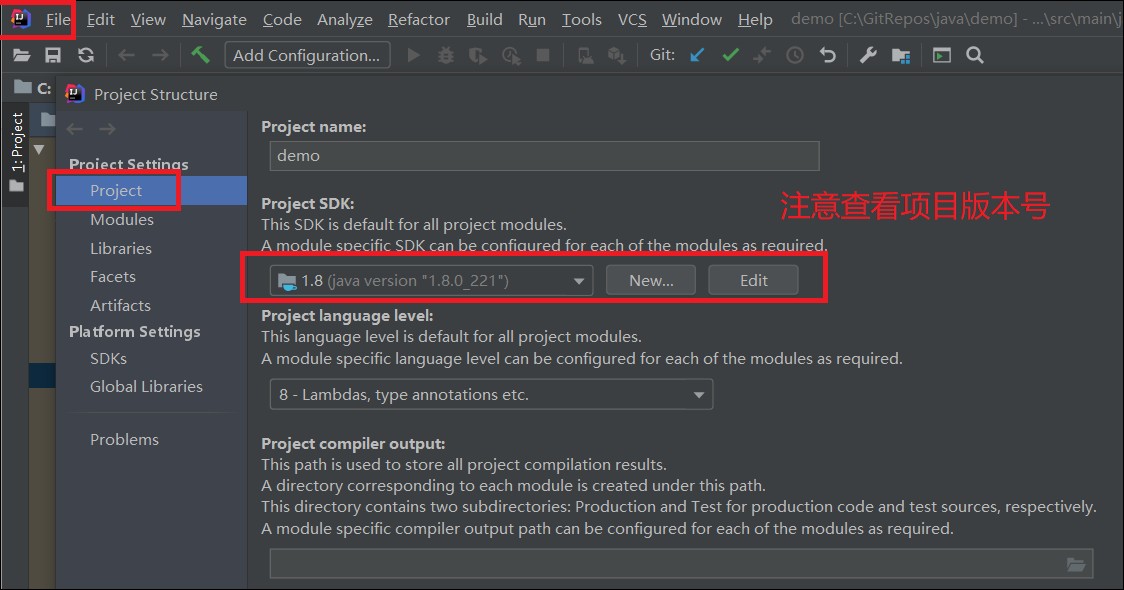 File Edit View Navigate Code Analyze Refactor Build Run Tools VCS Window Help demo [C:\GitRepos\java\demo] - ...\src\main\j
Add Configuration... Git:
C:
1: Project
Project Structure
Project Settings
Project
Modules
Libraries
Facets
Artifacts
Platform Settings
SDKs
Global Libraries
Problems
Project name:
demo
Project SDK:
This SDK is default for all project modules.
A module specific SDK can be configured for each of the modules as required.
注意查看项目版本号
1.8 (java version "1.8.0_221") New... Edit
Project language level:
This language level is default for all project modules.
A module specific language level can be configured for each of the modules as required.
8 - Lambdas, type annotations etc.
Project compiler output:
This path is used to store all project compilation results.
A directory corresponding to each module is created under this path.
This directory contains two subdirectories: Production and Test for production code and test sources, respectively.
A module specific compiler output path can be configured for each of the modules as required.